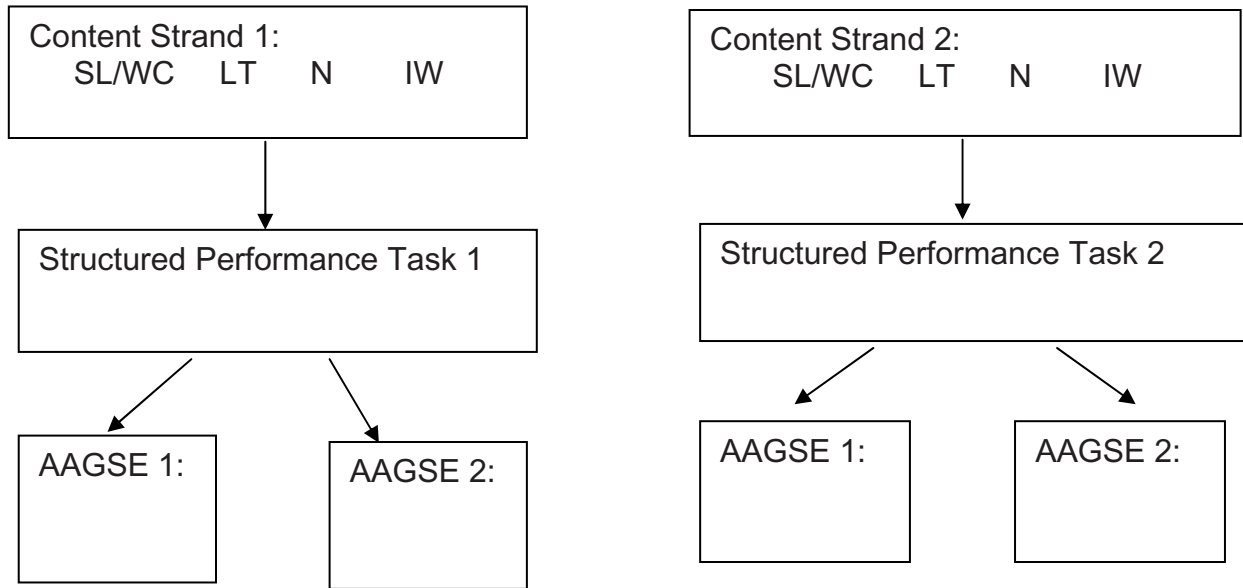 Content Strand 1:
SL/WC LT N IW
Structured Performance Task 1
AAGSE 1:
AAGSE 2:
Content Strand 2:
SL/WC LT N IW
Structured Performance Task 2
AAGSE 1:
AAGSE 2: